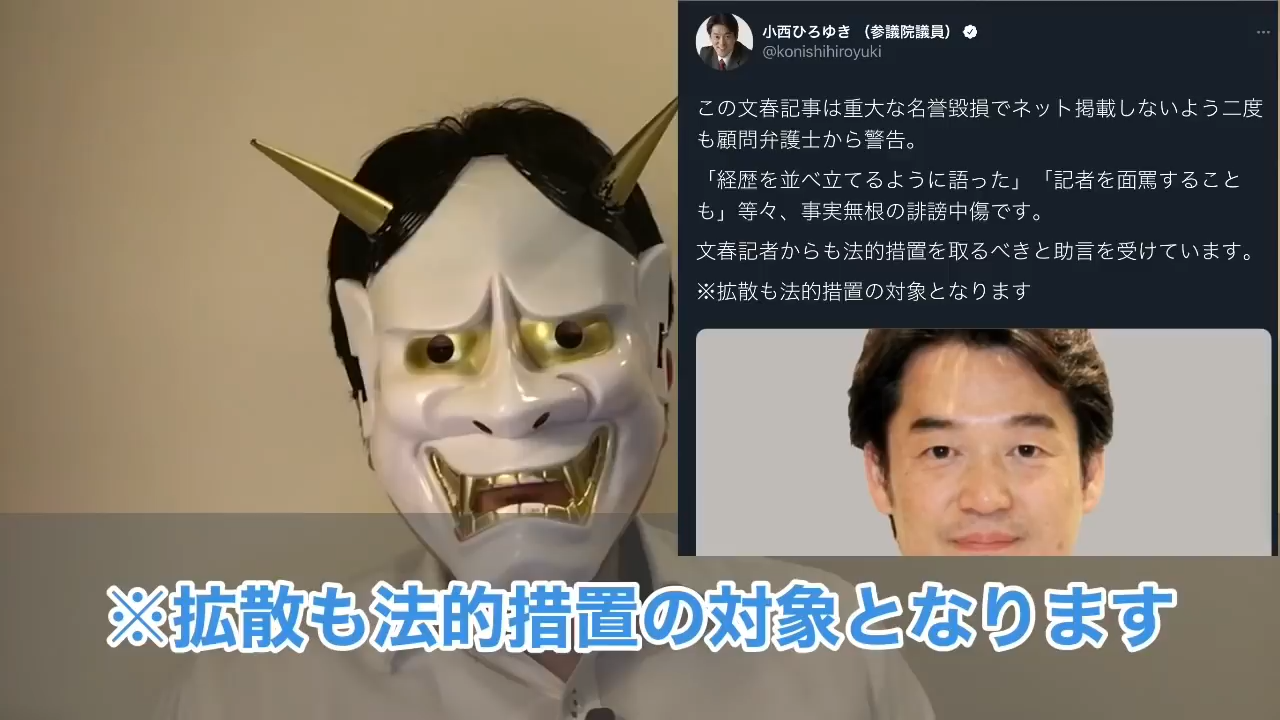 小西ひろゆき （参議院議員）
@konishihiroyuki
この文春記事は重大な名誉毀損でネット掲載しないよう二度
も顧問弁護士から警告。
「経歴を並べ立てるように語った」「記者を面罵すること
も」等々、事実無根の誹謗中傷です。
文春記者からも法的措置を取るべきと助言を受けています。
※拡散も法的措置の対象となります
※拡散も法的措置の対象となります